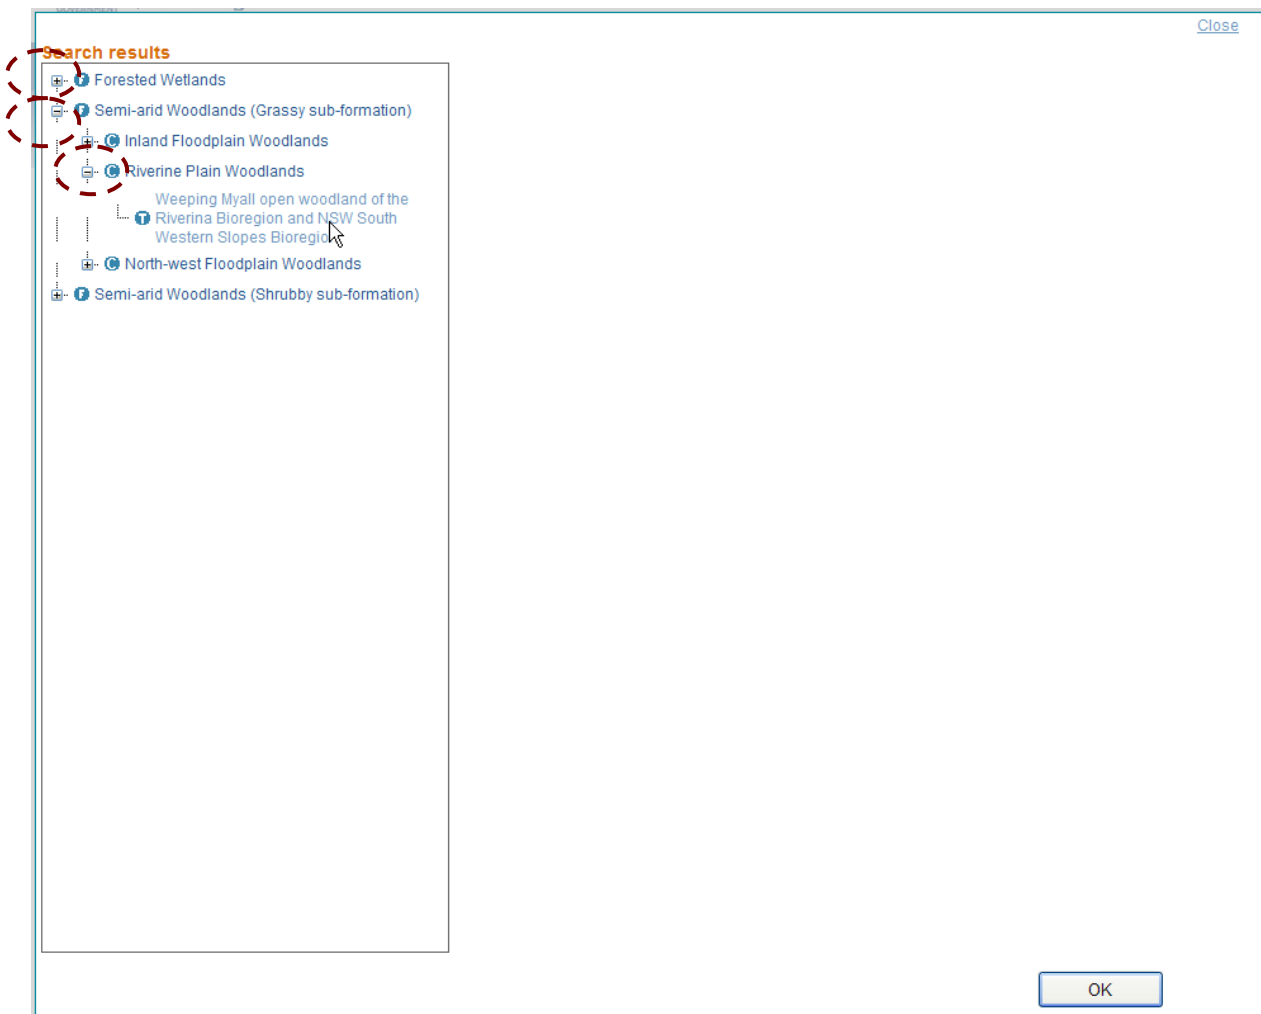 Close
Search results
F Forested Wetlands
F Semi-arid Woodlands (Grassy sub-formation)
C Inland Floodplain Woodlands
C Riverine Plain Woodlands
Weeping Myall open woodland of the
T Riverina Bioregion and NSW South
Western Slopes Bioregion
C North-west Floodplain Woodlands
F Semi-arid Woodlands (Shrubby sub-formation)
OK